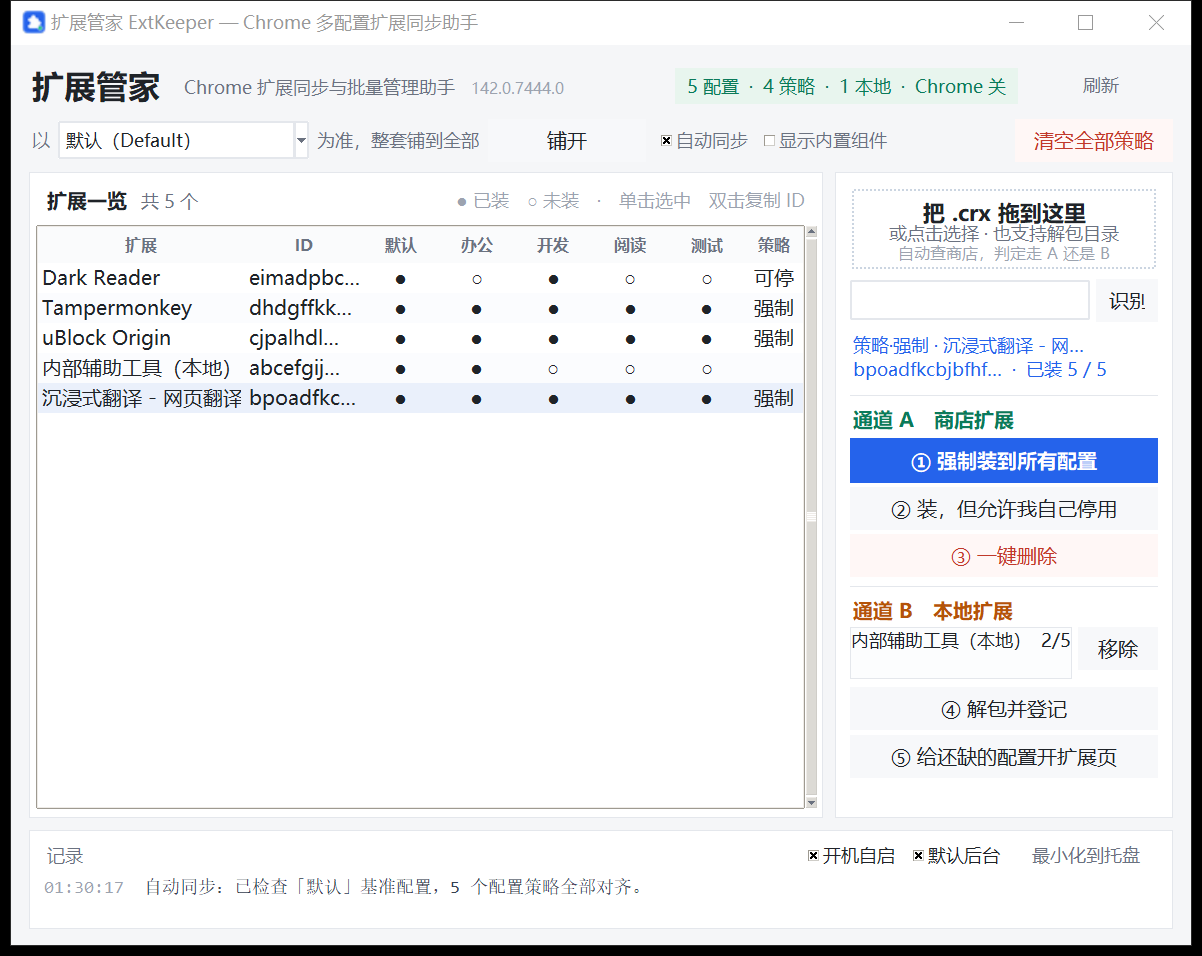 扩展管家 ExtKeeper — Chrome 多配置扩展同步助手
扩展管家 Chrome 扩展同步与批量管理助手 142.0.7444.0 5 配置 · 4 策略 · 1 本地 · Chrome 关 刷新
以 默认（Default） 为准，整套铺到全部 铺开 自动同步 显示内置组件 清空全部策略
扩展一览 共 5 个 ● 已装 ○ 未装 · 单击选中 双击复制 ID
扩展 ID 默认 办公 开发 阅读 测试 策略
Dark Reader eimadpbc... ● ○ ● ○ ○ 可停
Tampermonkey dhdgffkk... ● ● ● ● ● 强制
uBlock Origin cjpalhdl... ● ● ● ● ● 强制
内部辅助工具（本地） abcefgij... ● ● ○ ○ ○
沉浸式翻译 - 网页翻译 bpoadfkc... ● ● ● ● ● 强制
把 .crx 拖到这里
或点击选择 · 也支持解包目录
自动查商店，判定走 A 还是 B
识别
策略·强制 · 沉浸式翻译 - 网...
bpoadfkcbjbfhf... · 已装 5 / 5
通道 A 商店扩展
① 强制装到所有配置
② 装，但允许我自己停用
③ 一键删除
通道 B 本地扩展
内部辅助工具（本地） 2/5 移除
④ 解包并登记
⑤ 给还缺的配置开扩展页
记录 开机自启 默认后台 最小化到托盘
01:30:17 自动同步：已检查「默认」基准配置，5 个配置策略全部对齐。